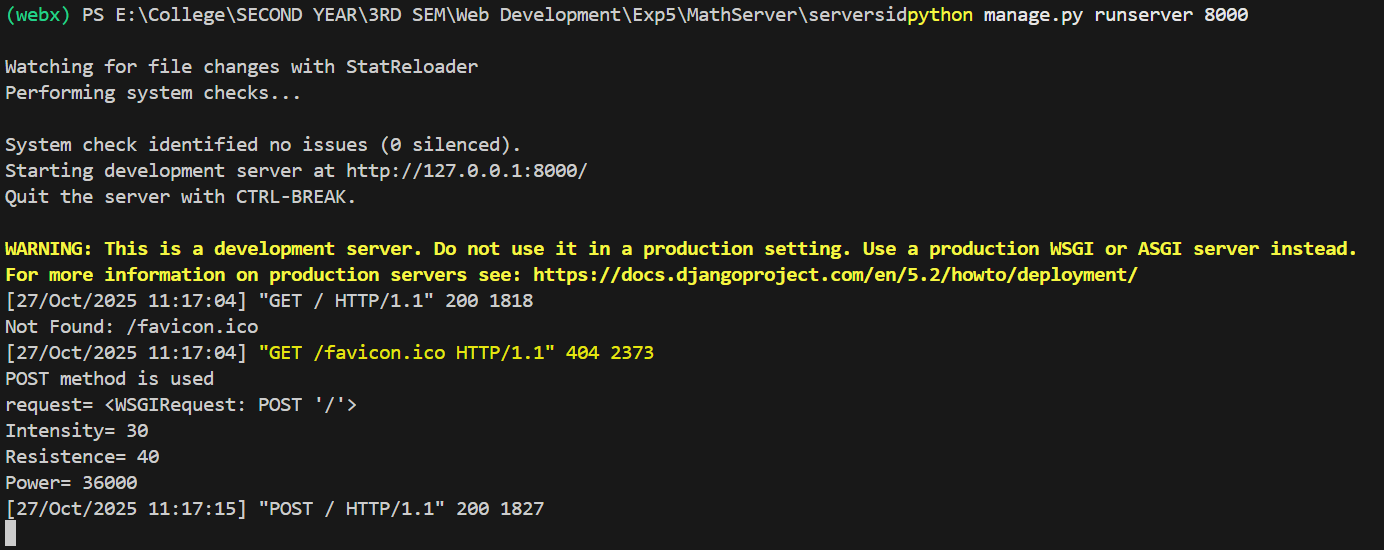 (webx) PS E:\College\SECOND YEAR\3RD SEM\Web Development\Exp5\MathServer\serversidpython manage.py runserver 8000
Watching for file changes with StatReloader
Performing system checks...
System check identified no issues (0 silenced).
Starting development server at http://127.0.0.1:8000/
Quit the server with CTRL-BREAK.
WARNING: This is a development server. Do not use it in a production setting. Use a production WSGI or ASGI server instead.
For more information on production servers see: https://docs.djangoproject.com/en/5.2/howto/deployment/
[27/Oct/2025 11:17:04] "GET / HTTP/1.1" 200 1818
Not Found: /favicon.ico
[27/Oct/2025 11:17:04] "GET /favicon.ico HTTP/1.1" 404 2373
POST method is used
request= <WSGIRequest: POST '/'>
Intensity= 30
Resistence= 40
Power= 36000
[27/Oct/2025 11:17:15] "POST / HTTP/1.1" 200 1827